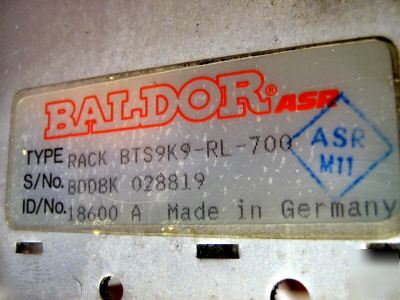 BALDOR® ASR
TYPE RACK BTS9K9-RL-700
S/No. BDDBK 028819
ID/No. 18600 A Made in Germany
ASR
M11